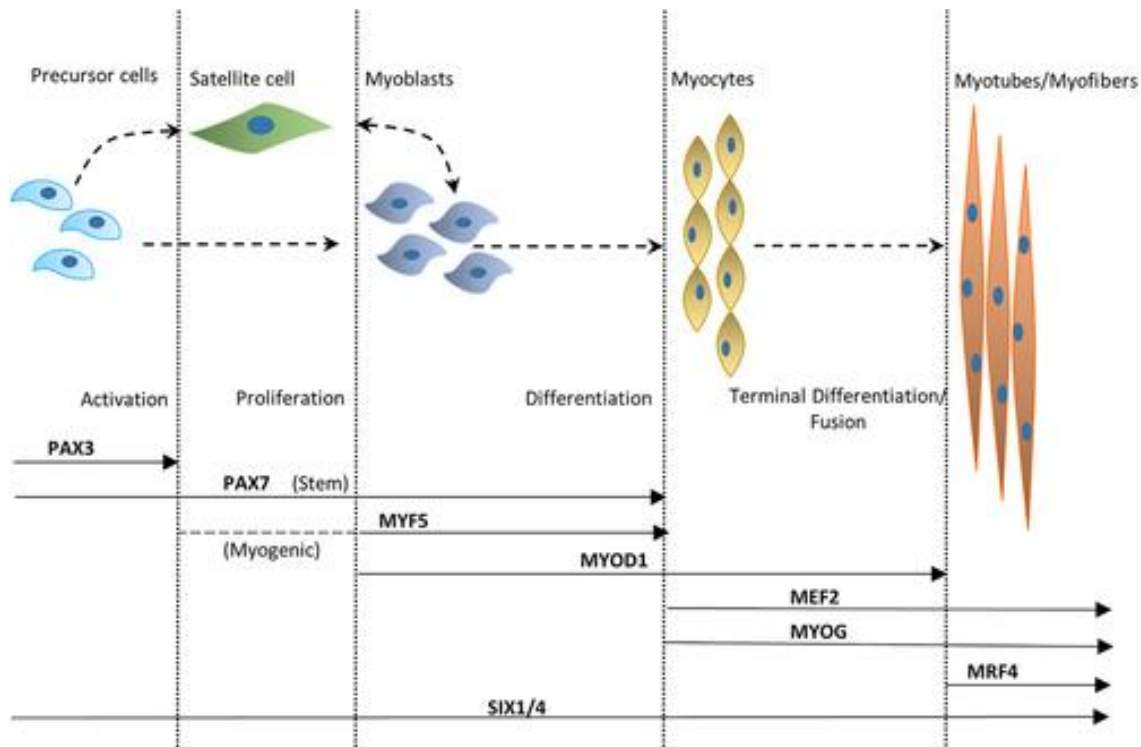 Precursor cells
Satellite cell
Myoblasts
Myocytes
Myotubes/Myofibers
Activation
Proliferation
Differentiation
Terminal Differentiation/
Fusion
PAX3
PAX7 (Stem)
MYF5
(Myogenic)
MYOD1
MEF2
MYOG
MRF4
SIX1/4